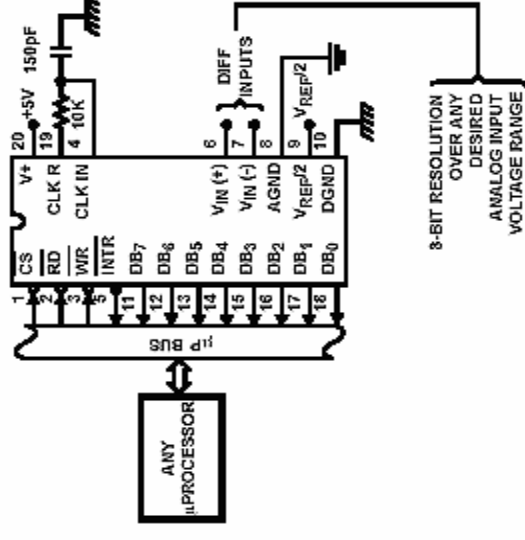 ANY
µPROCESSOR
µP BUS
1
2
3
5
11
12
13
14
15
16
17
18
CS
RD
WR
INTR
DB7
DB6
DB5
DB4
DB3
DB2
DB1
DB0
V+
CLK R
CLK IN
VIN (+)
VIN (-)
AGND
VREF/2
DGND
20
19
4
6
7
8
9
10
+5V
10K
150pF
DIFF
INPUTS
VREF/2
8-BIT RESOLUTION
OVER ANY
DESIRED
ANALOG INPUT
VOLTAGE RANGE